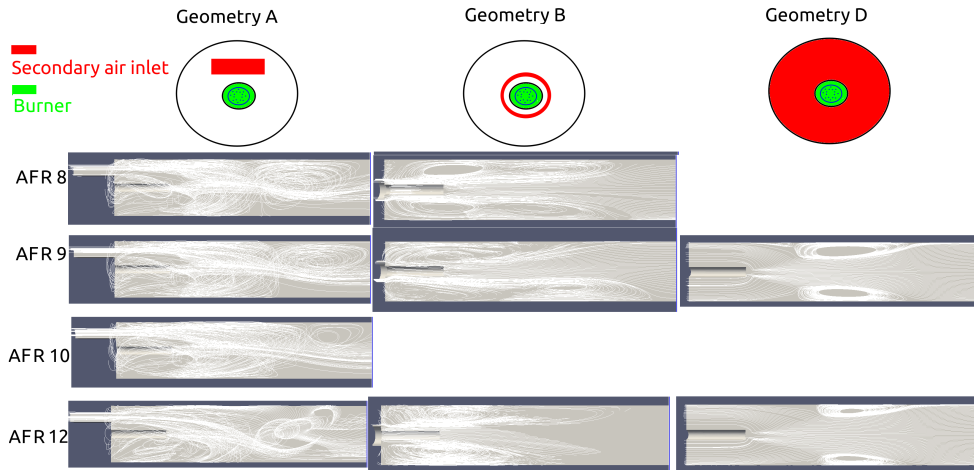 Geometry A
Geometry B
Geometry D
Secondary air inlet
Burner
AFR 8
AFR 9
AFR 10
AFR 12